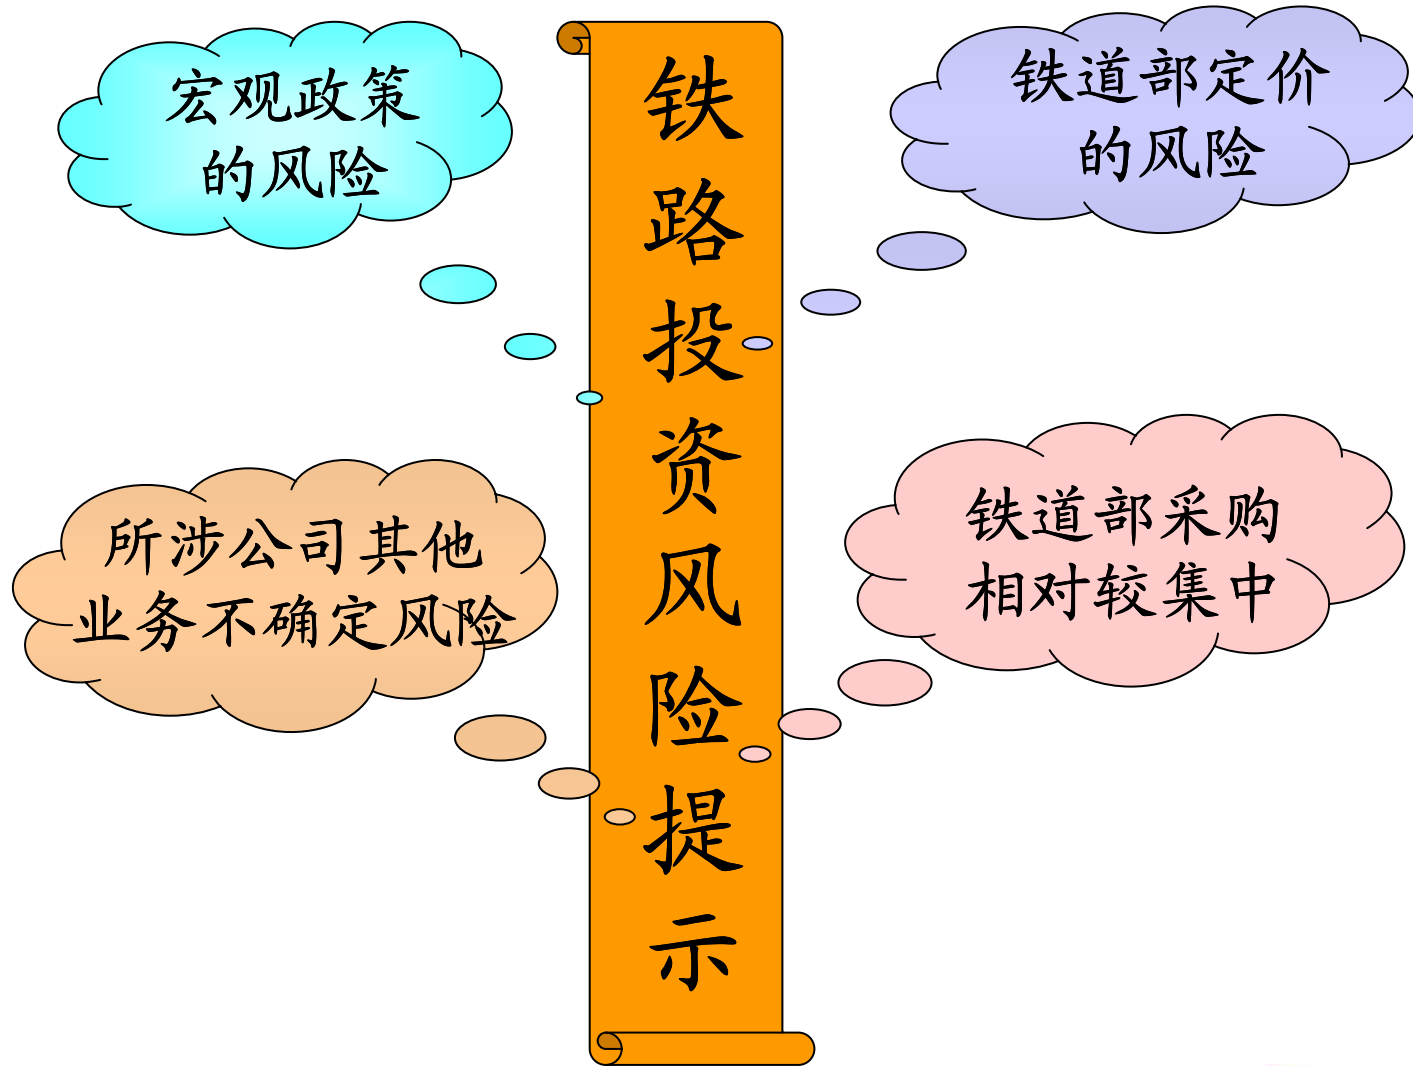 宏观政策
的风险
铁路投资风险提示
铁道部定价
的风险
所涉公司其他
业务不确定风险
铁道部采购
相对较集中